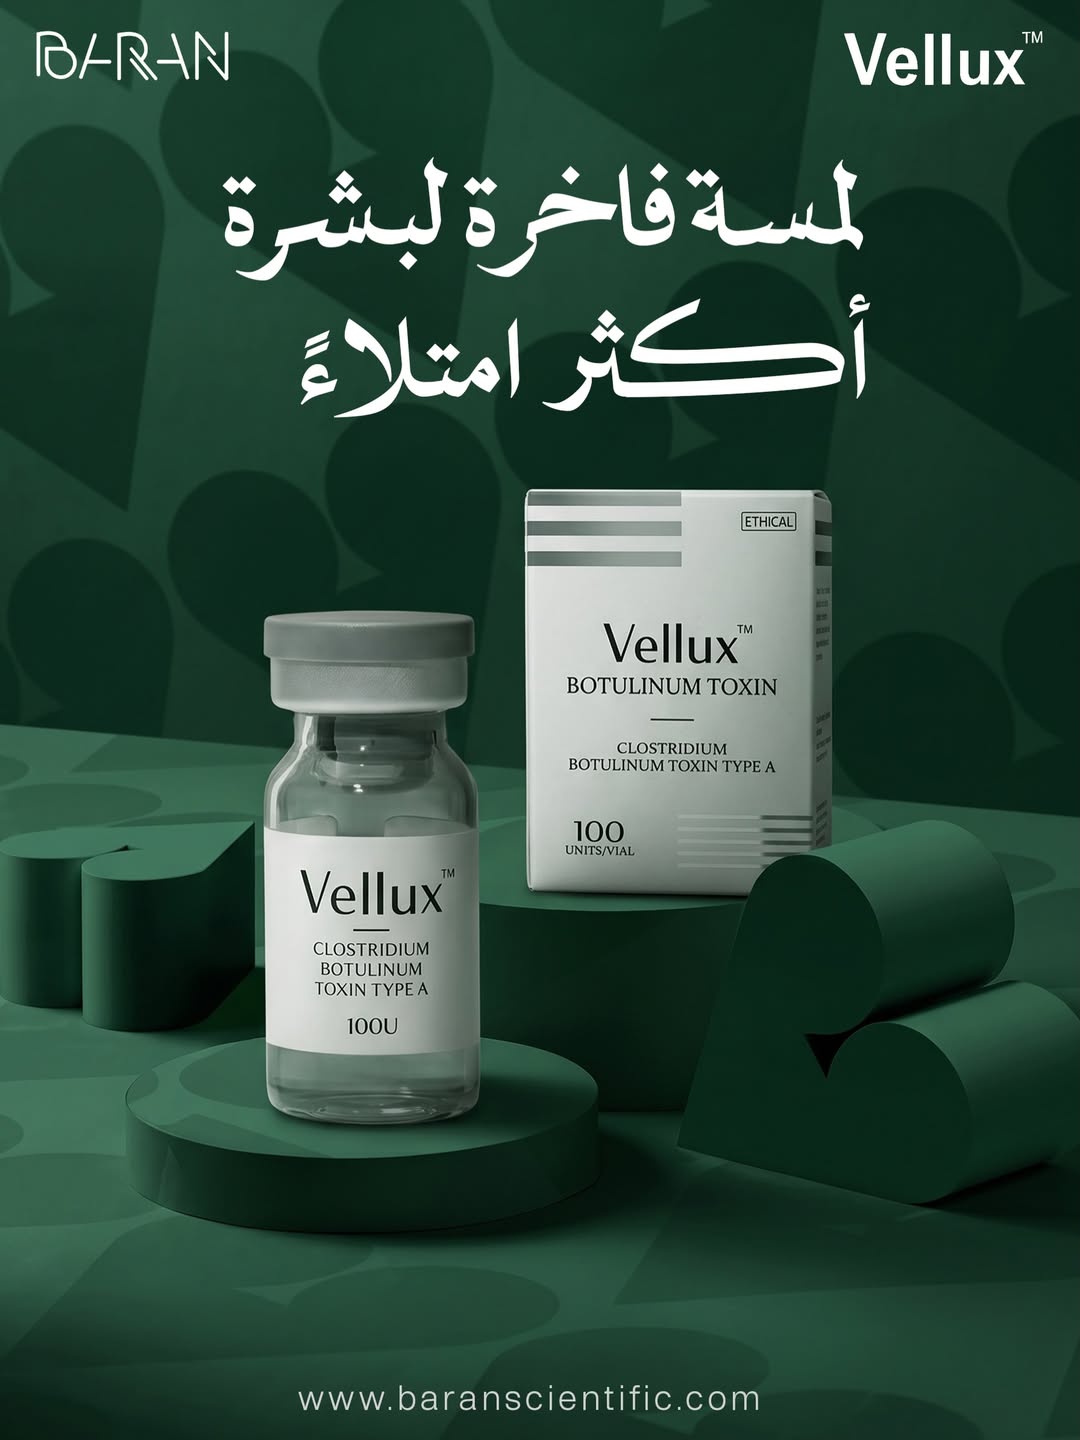 BARAN
Vellux™
لمسة فاخرة لبشرة
أكثر امتلاءً
ETHICAL
Vellux™
BOTULINUM TOXIN
CLOSTRIDIUM
BOTULINUM TOXIN TYPE A
100
UNITS/VIAL
Vellux™
CLOSTRIDIUM
BOTULINUM
TOXIN TYPE A
100U
www.baranscientific.com